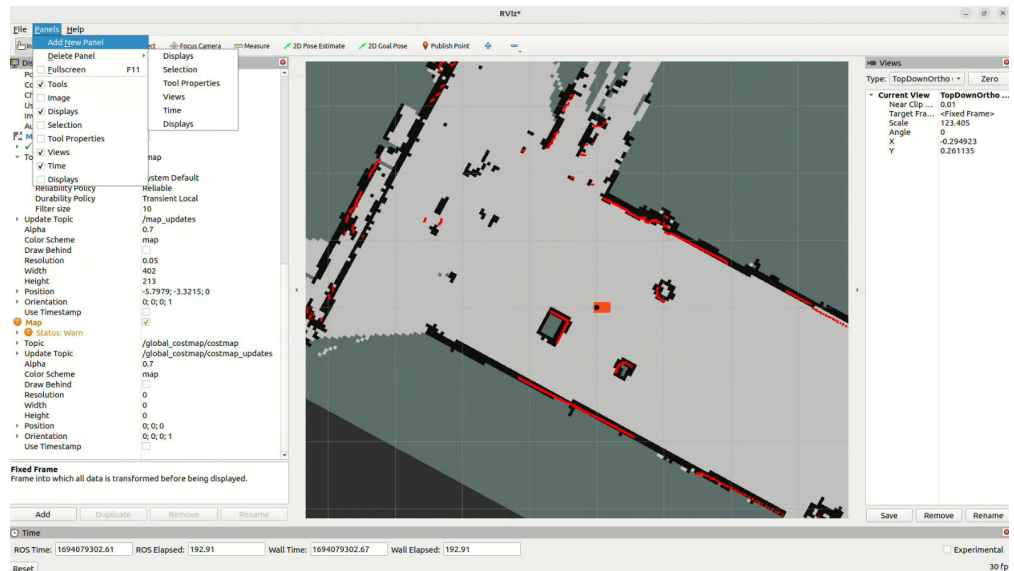 RViz*
File Panels Help
Focus Camera Measure 2D Pose Estimate 2D Goal Pose Publish Point
Add New Panel
Delete Panel
Fullscreen F11
Tools
Image
Displays
Selection
Tool Properties
Views
Time
Displays
Displays
Selection
Tool Properties
Views
Time
Displays
map
System Default
Reliability Policy Reliable
Durability Policy Transient Local
Filter size 10
Update Topic /map_updates
Alpha 0.7
Color Scheme map
Draw Behind
Resolution 0.05
Width 402
Height 213
Position -5.7979; -3.3215; 0
Orientation 0; 0; 0; 1
Use Timestamp
Map
Status: Warn
Topic /global_costmap/costmap
Update Topic /global_costmap/costmap_updates
Alpha 0.7
Color Scheme map
Draw Behind
Resolution 0
Width 0
Height 0
Position 0; 0; 0
Orientation 0; 0; 0; 1
Use Timestamp
Fixed Frame
Frame into which all data is transformed before being displayed.
Add Duplicate Remove Rename
Views
Type: TopDownOrtho Zero
Current View TopDownOrtho ...
Near Clip ... 0.01
Target Fra... <Fixed Frame>
Scale 123.405
Angle 0
X -0.294923
Y 0.261135
Save Remove Rename
Time
ROS Time: 1694079302.61 ROS Elapsed: 192.91 Wall Time: 1694079302.67 Wall Elapsed: 192.91 Experimental
Reset 30 fp